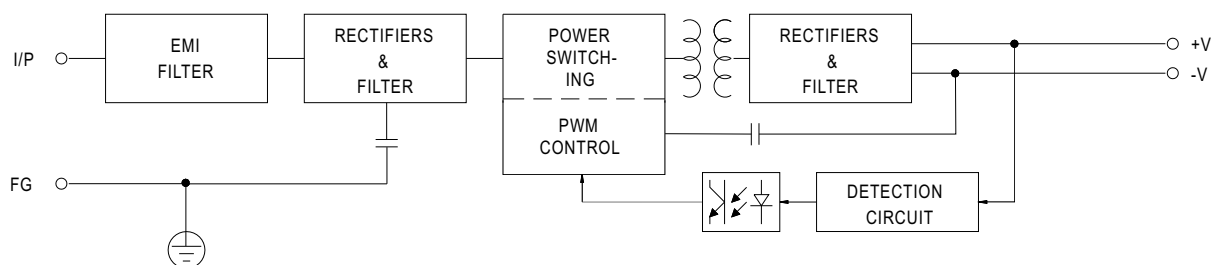 I/P
EMI
FILTER
RECTIFIERS
&
FILTER
POWER
SWITCH-
ING
PWM
CONTROL
RECTIFIERS
&
FILTER
+V
-V
FG
DETECTION
CIRCUIT